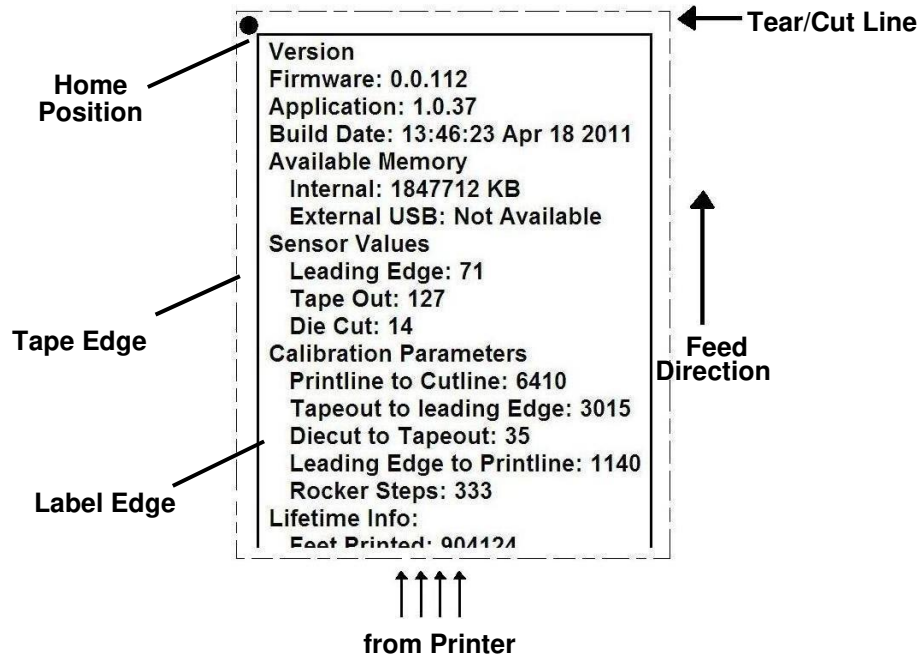 Tear/Cut Line
Home
Position
Version
Firmware: 0.0.112
Application: 1.0.37
Build Date: 13:46:23 Apr 18 2011
Available Memory
Internal: 1847712 KB
External USB: Not Available
Sensor Values
Leading Edge: 71
Tape Out: 127
Die Cut: 14
Calibration Parameters
Printline to Cutline: 6410
Tapeout to leading Edge: 3015
Diecut to Tapeout: 35
Leading Edge to Printline: 1140
Rocker Steps: 333
Lifetime Info:
Feet Printed: 904124
Tape Edge
Label Edge
Feed
Direction
from Printer